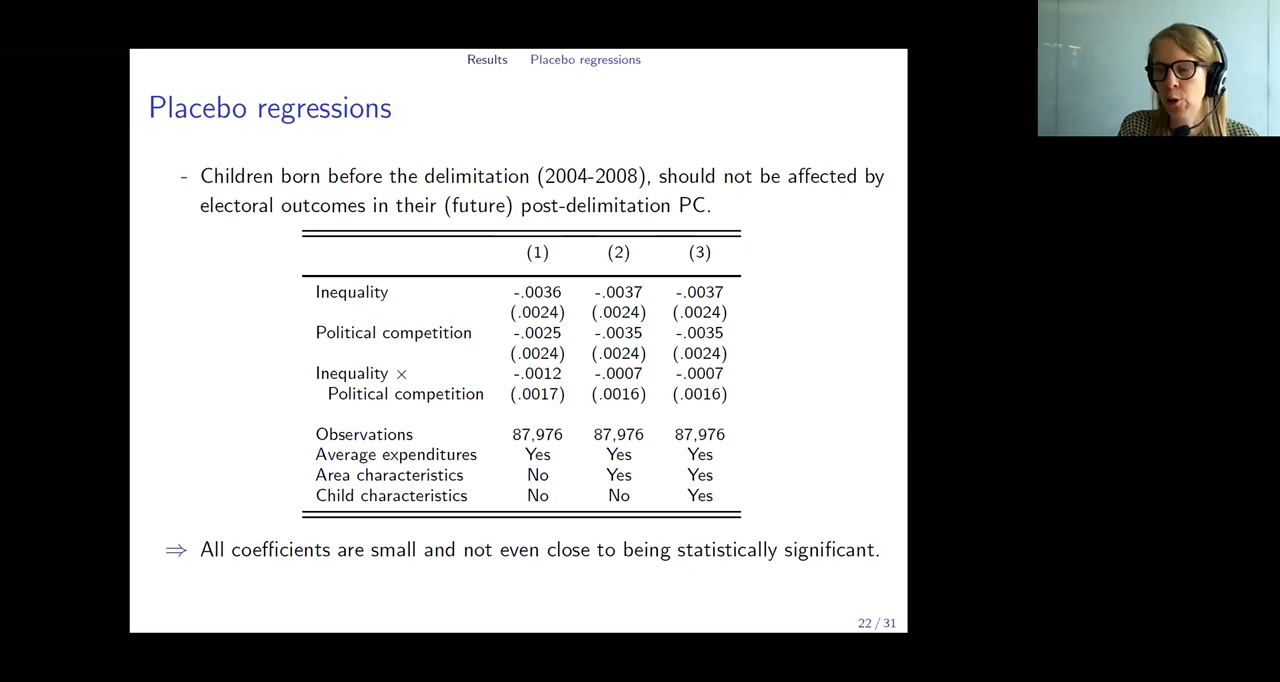 Results Placebo regressions
Placebo regressions
- Children born before the delimitation (2004-2008), should not be affected by
electoral outcomes in their (future) post-delimitation PC.
(1) (2) (3)
Inequality -.0036 -.0037 -.0037
(.0024) (.0024) (.0024)
Political competition -.0025 -.0035 -.0035
(.0024) (.0024) (.0024)
Inequality × -.0012 -.0007 -.0007
Political competition (.0017) (.0016) (.0016)
Observations 87,976 87,976 87,976
Average expenditures Yes Yes Yes
Area characteristics No Yes Yes
Child characteristics No No Yes
⇒ All coefficients are small and not even close to being statistically significant.
22 / 31